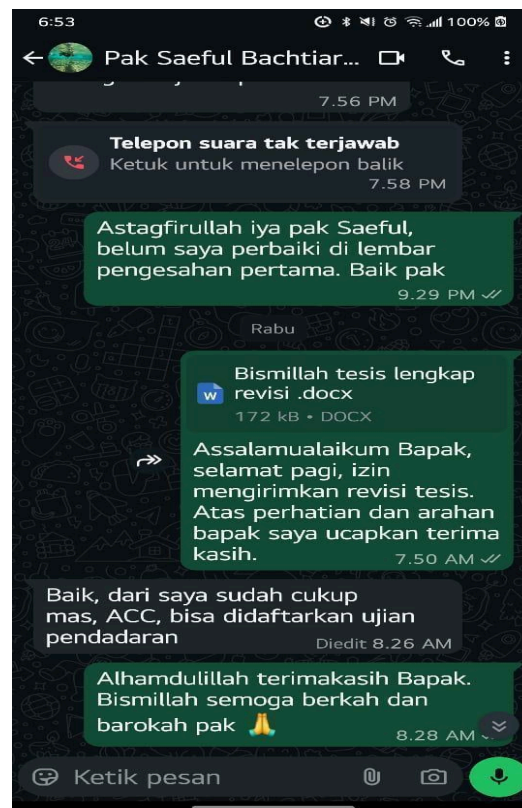 6:53
100%
Pak Saeful Bachtiar...
7.56 PM
Telepon suara tak terjawab
Ketuk untuk menelepon balik
7.58 PM
Astagfirullah iya pak Saeful,
belum saya perbaiki di lembar
pengesahan pertama. Baik pak
9.29 PM
Rabu
Bismillah tesis lengkap
revisi .docx
W
172 kB • DOCX
Assalamualaikum Bapak,
selamat pagi, izin
mengirimkan revisi tesis.
Atas perhatian dan arahan
bapak saya ucapkan terima
kasih.
7.50 AM
Baik, dari saya sudah cukup
mas, ACC, bisa didaftarkan ujian
pendadaran
Diedit 8.26 AM
Alhamdulillah terimakasih Bapak.
Bismillah semoga berkah dan
barokah pak 🙏
8.28 AM
Ketik pesan